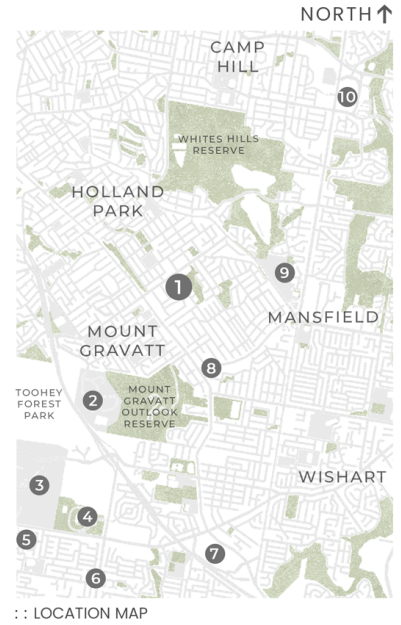 NORTH
CAMP
HILL
10
WHITES HILLS
RESERVE
HOLLAND
PARK
9
1
MANSFIELD
MOUNT
GRAVATT
8
TOOHEY
FOREST
PARK
2
MOUNT
GRAVATT
OUTLOOK
RESERVE
WISHART
3
4
5
7
6
: : LOCATION MAP